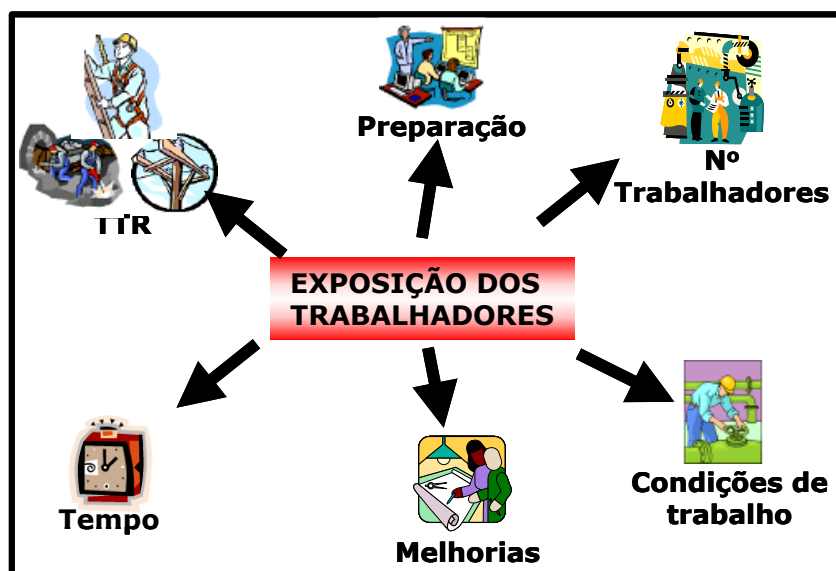 Preparação
Nº
Trabalhadores
TTR
EXPOSIÇÃO DOS
TRABALHADORES
Tempo
Melhorias
Condições de
trabalho